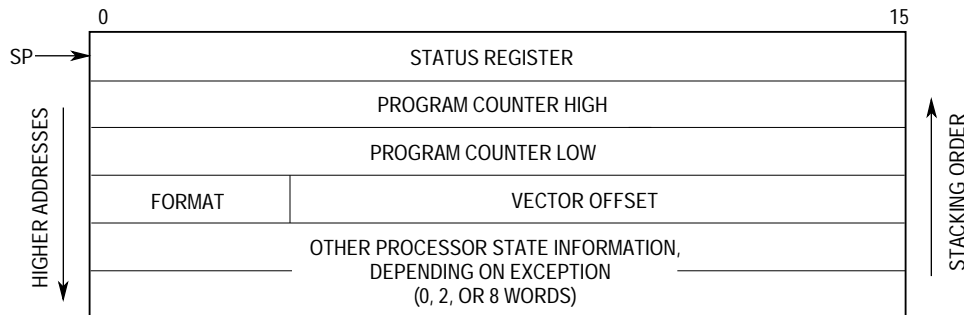 0 15
SP
STATUS REGISTER
PROGRAM COUNTER HIGH
PROGRAM COUNTER LOW
FORMAT VECTOR OFFSET
OTHER PROCESSOR STATE INFORMATION,
DEPENDING ON EXCEPTION
(0, 2, OR 8 WORDS)
HIGHER ADDRESSES
STACKING ORDER